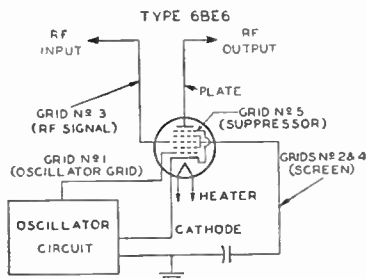 TYPE 6BE6
RF
INPUT
RF
OUTPUT
PLATE
GRID Nº 3
(RF SIGNAL)
GRID Nº 5
(SUPPRESSOR)
GRID Nº 1
(OSCILLATOR GRID)
GRIDS Nº 2 & 4
(SCREEN)
HEATER
OSCILLATOR
CIRCUIT
CATHODE